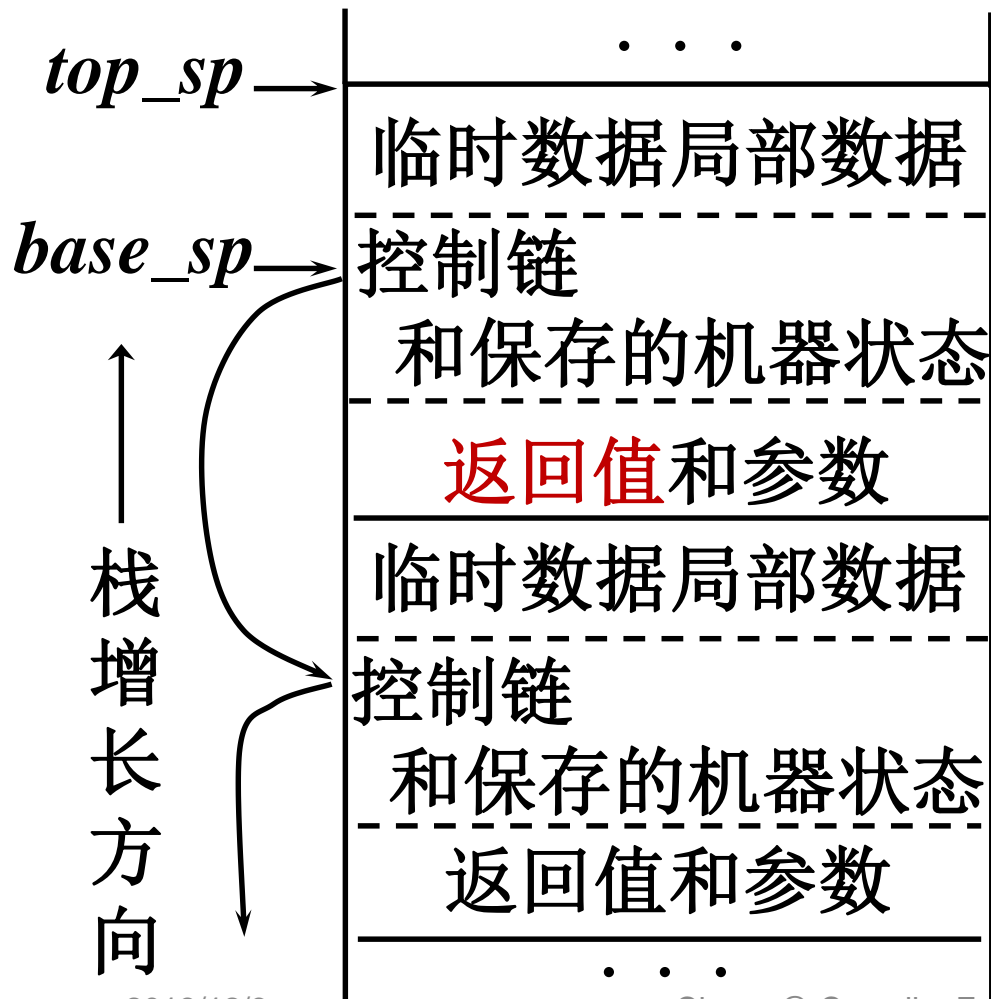 · · ·
top_sp
临时数据局部数据
base_sp
控制链
和保存的机器状态
返回值和参数
临时数据局部数据
控制链
和保存的机器状态
返回值和参数
· · ·
栈
增
长
方
向